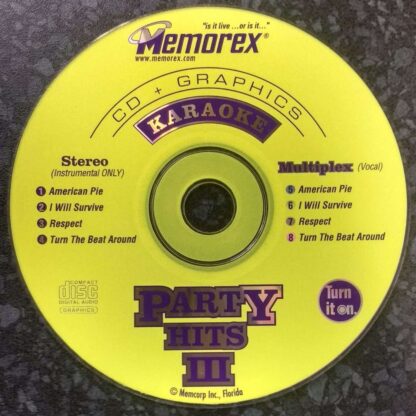 "is it live ...or is it..."
Memorex®
www.memorex.com
CD + GRAPHICS
KARAOKE
Stereo
(Instrumental ONLY)
1 American Pie
2 I Will Survive
3 Respect
4 Turn The Beat Around
Multiplex (Vocal)
5 American Pie
6 I Will Survive
7 Respect
8 Turn The Beat Around
COMPACT
disc
DIGITAL AUDIO
GRAPHICS
PARTY
HITS
III
Turn
it on.
© Memcorp Inc., Florida